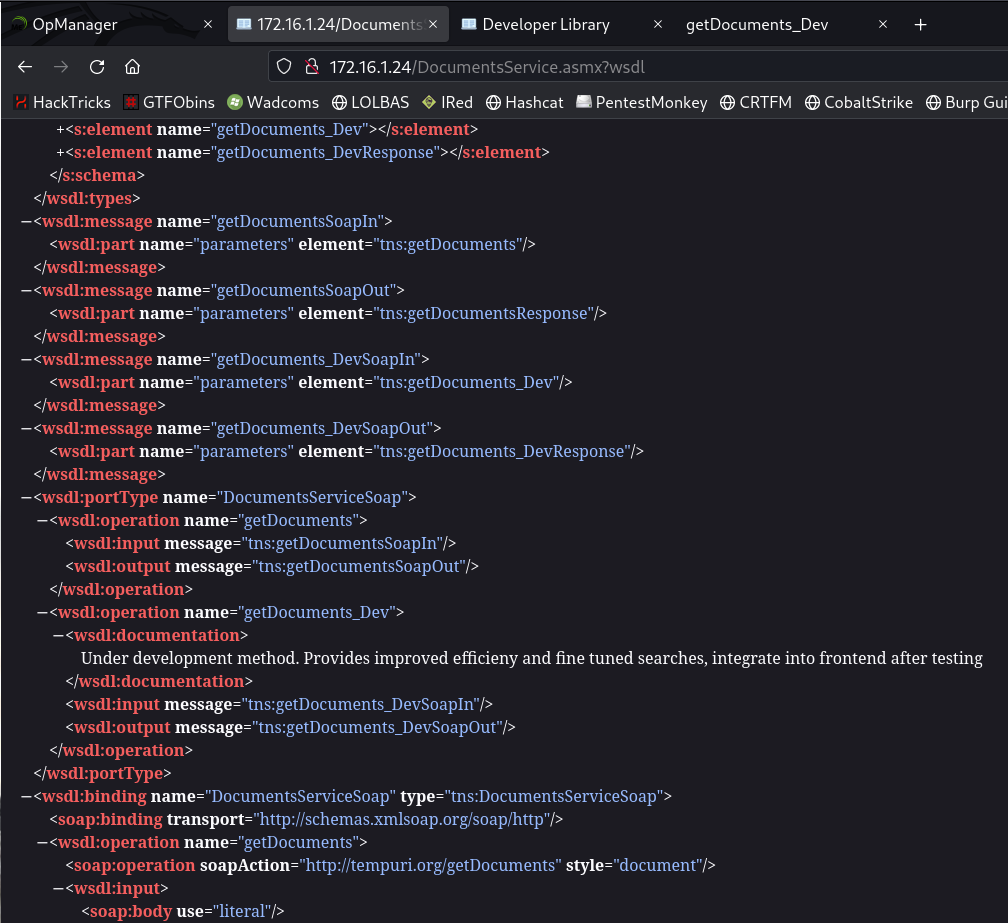 OpManager × 172.16.1.24/Documents × Developer Library × getDocuments_Dev × +
172.16.1.24/DocumentsService.asmx?wsdl
HackTricks GTFObins Wadcoms LOLBAS IRed Hashcat PentestMonkey CRTFM CobaltStrike Burp Gui
+<s:element name="getDocuments_Dev"></s:element>
+<s:element name="getDocuments_DevResponse"></s:element>
</s:schema>
</wsdl:types>
−<wsdl:message name="getDocumentsSoapIn">
<wsdl:part name="parameters" element="tns:getDocuments"/>
</wsdl:message>
−<wsdl:message name="getDocumentsSoapOut">
<wsdl:part name="parameters" element="tns:getDocumentsResponse"/>
</wsdl:message>
−<wsdl:message name="getDocuments_DevSoapIn">
<wsdl:part name="parameters" element="tns:getDocuments_Dev"/>
</wsdl:message>
−<wsdl:message name="getDocuments_DevSoapOut">
<wsdl:part name="parameters" element="tns:getDocuments_DevResponse"/>
</wsdl:message>
−<wsdl:portType name="DocumentsServiceSoap">
−<wsdl:operation name="getDocuments">
<wsdl:input message="tns:getDocumentsSoapIn"/>
<wsdl:output message="tns:getDocumentsSoapOut"/>
</wsdl:operation>
−<wsdl:operation name="getDocuments_Dev">
−<wsdl:documentation>
Under development method. Provides improved efficieny and fine tuned searches, integrate into frontend after testing
</wsdl:documentation>
<wsdl:input message="tns:getDocuments_DevSoapIn"/>
<wsdl:output message="tns:getDocuments_DevSoapOut"/>
</wsdl:operation>
</wsdl:portType>
−<wsdl:binding name="DocumentsServiceSoap" type="tns:DocumentsServiceSoap">
<soap:binding transport="http://schemas.xmlsoap.org/soap/http"/>
−<wsdl:operation name="getDocuments">
<soap:operation soapAction="http://tempuri.org/getDocuments" style="document"/>
−<wsdl:input>
<soap:body use="literal"/>